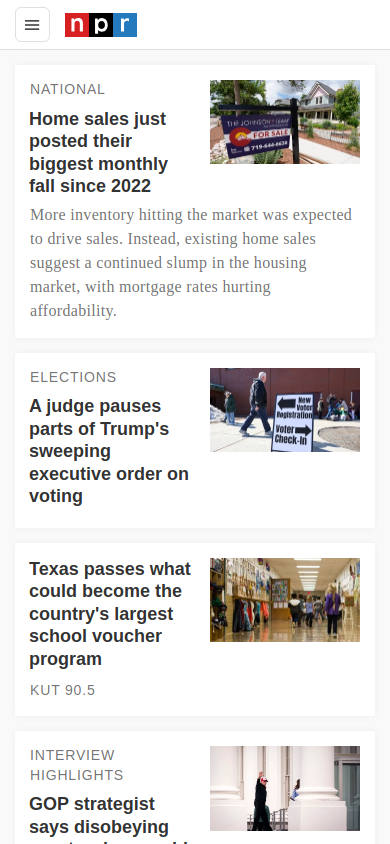 npr
NATIONAL
Home sales just
posted their
biggest monthly
fall since 2022
THE JOHNSON TEAM
FOR SALE
719-644-6634
More inventory hitting the market was expected
to drive sales. Instead, existing home sales
suggest a continued slump in the housing
market, with mortgage rates hurting
affordability.
ELECTIONS
A judge pauses
parts of Trump's
sweeping
executive order on
voting
New
Voter
Registration
Voter
Check-In
Texas passes what
could become the
country's largest
school voucher
program
KUT 90.5
INTERVIEW
HIGHLIGHTS
GOP strategist
says disobeying